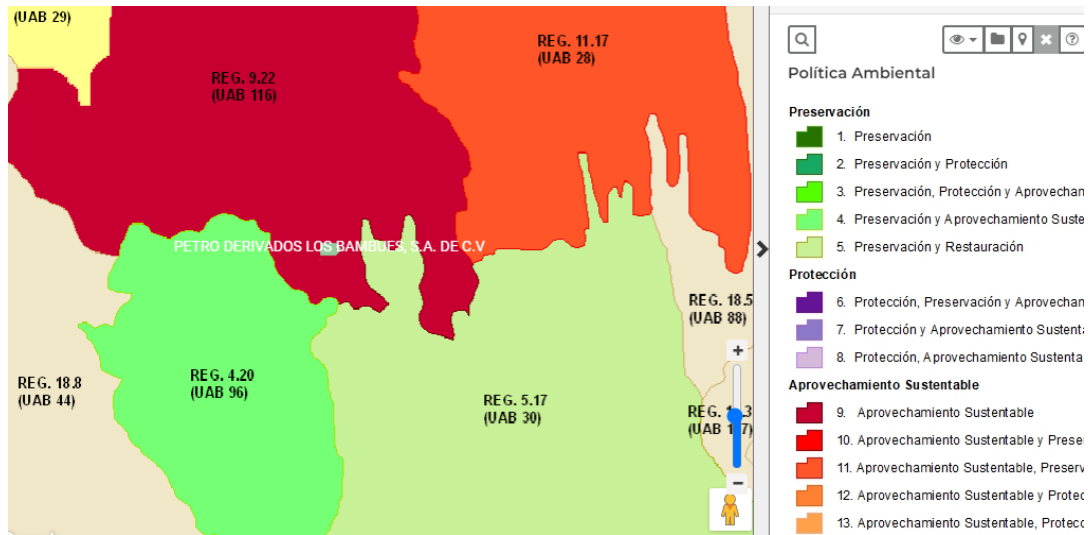 (UAB 29)
REG. 9.22
(UAB 116)
REG. 11.17
(UAB 28)
PETRO DERIVADOS LOS BAMBUES, S.A. DE C.V
REG. 18.5
(UAB 88)
REG. 18.8
(UAB 44)
REG. 4.20
(UAB 96)
REG. 5.17
(UAB 30)
Política Ambiental
Preservación
1. Preservación
2. Preservación y Protección
3. Preservación, Protección y Aprovecham
4. Preservación y Aprovechamiento Suste
5. Preservación y Restauración
Protección
6. Protección, Preservación y Aprovecham
7. Protección y Aprovechamiento Sustenta
8. Protección, Aprovechamiento Sustenta
Aprovechamiento Sustentable
9. Aprovechamiento Sustentable
10. Aprovechamiento Sustentable y Prese
11. Aprovechamiento Sustentable, Preserv
12. Aprovechamiento Sustentable y Protec
13. Aprovechamiento Sustentable, Protecc